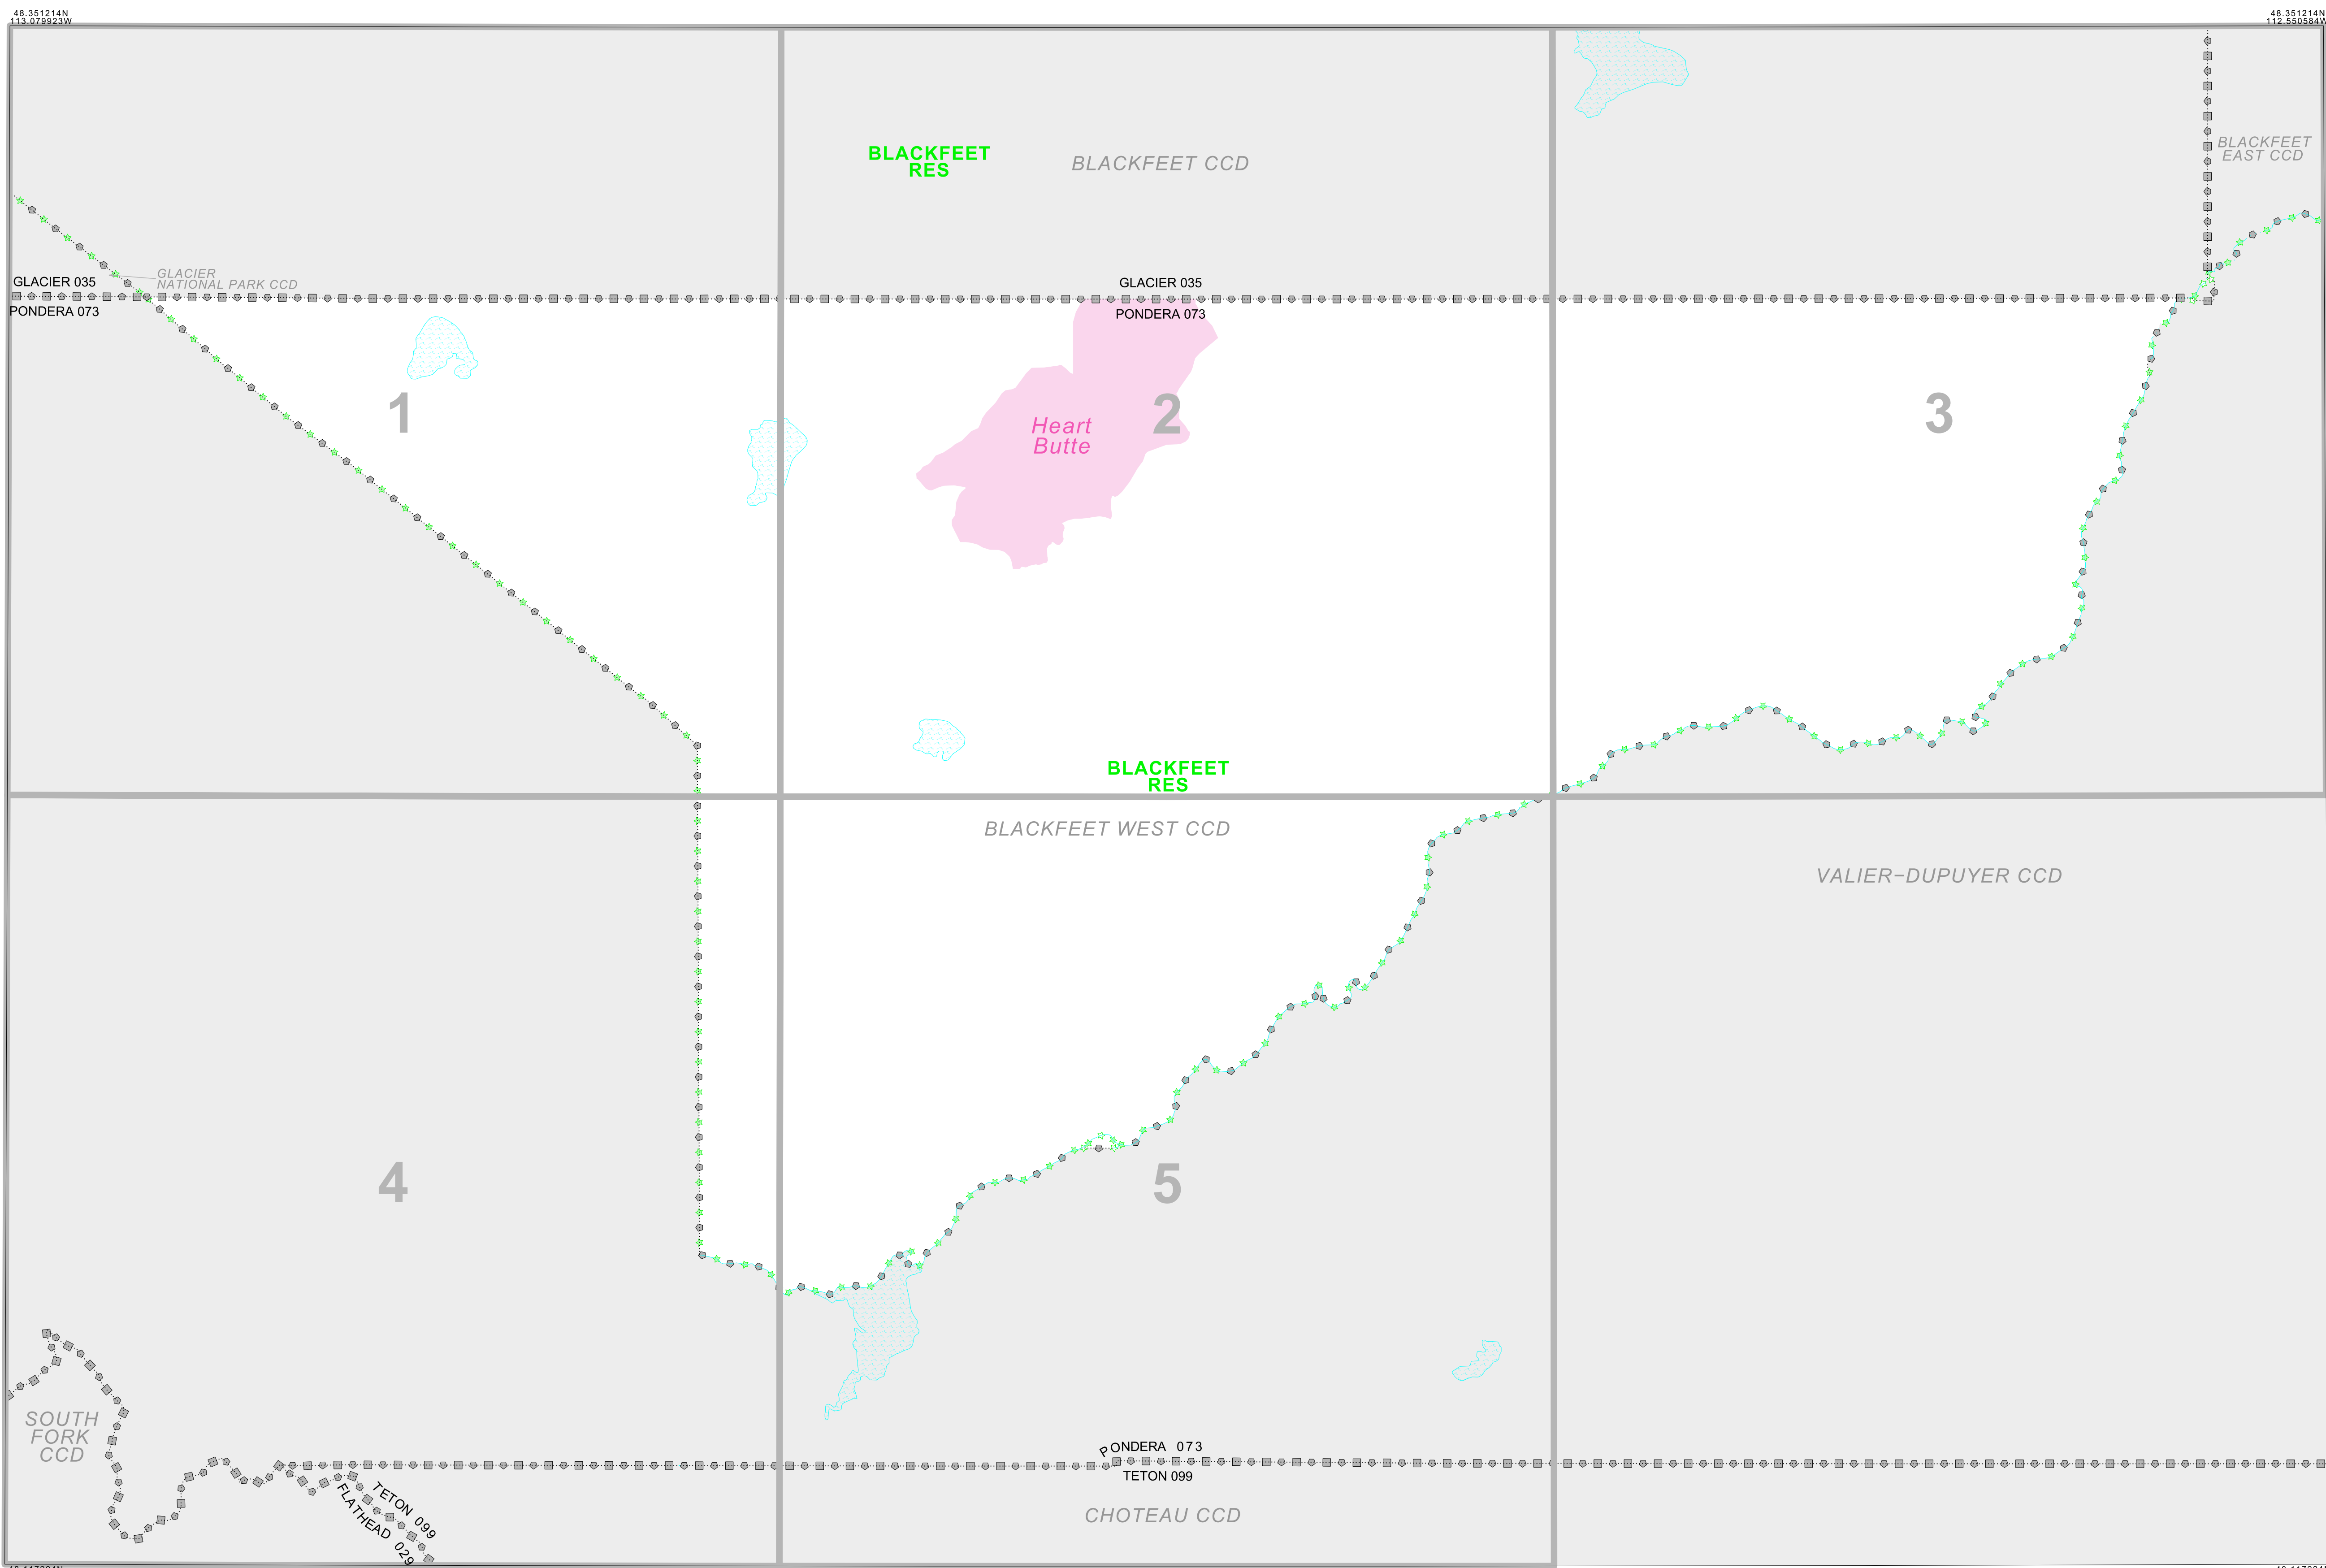 48.351214N
113.079923W
48.351214N
112.550584W
BLACKFEET
RES
BLACKFEET CCD
BLACKFEET
EAST CCD
GLACIER
NATIONAL PARK CCD
GLACIER 035
PONDERA 073
GLACIER 035
PONDERA 073
1
2
3
Heart
Butte
BLACKFEET
RES
BLACKFEET WEST CCD
VALIER-DUPUYER CCD
4
5
SOUTH
FORK
CCD
PONDERA 073
TETON 099
TETON 099
FLATHEAD 029
CHOTEAU CCD